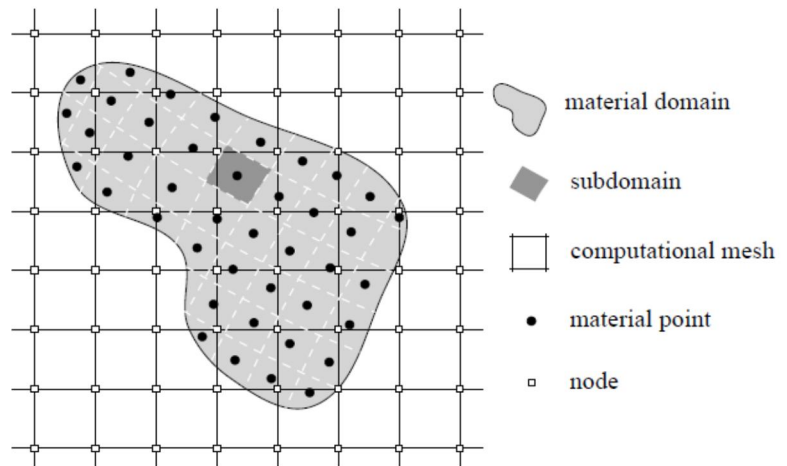 material domain
subdomain
computational mesh
material point
node